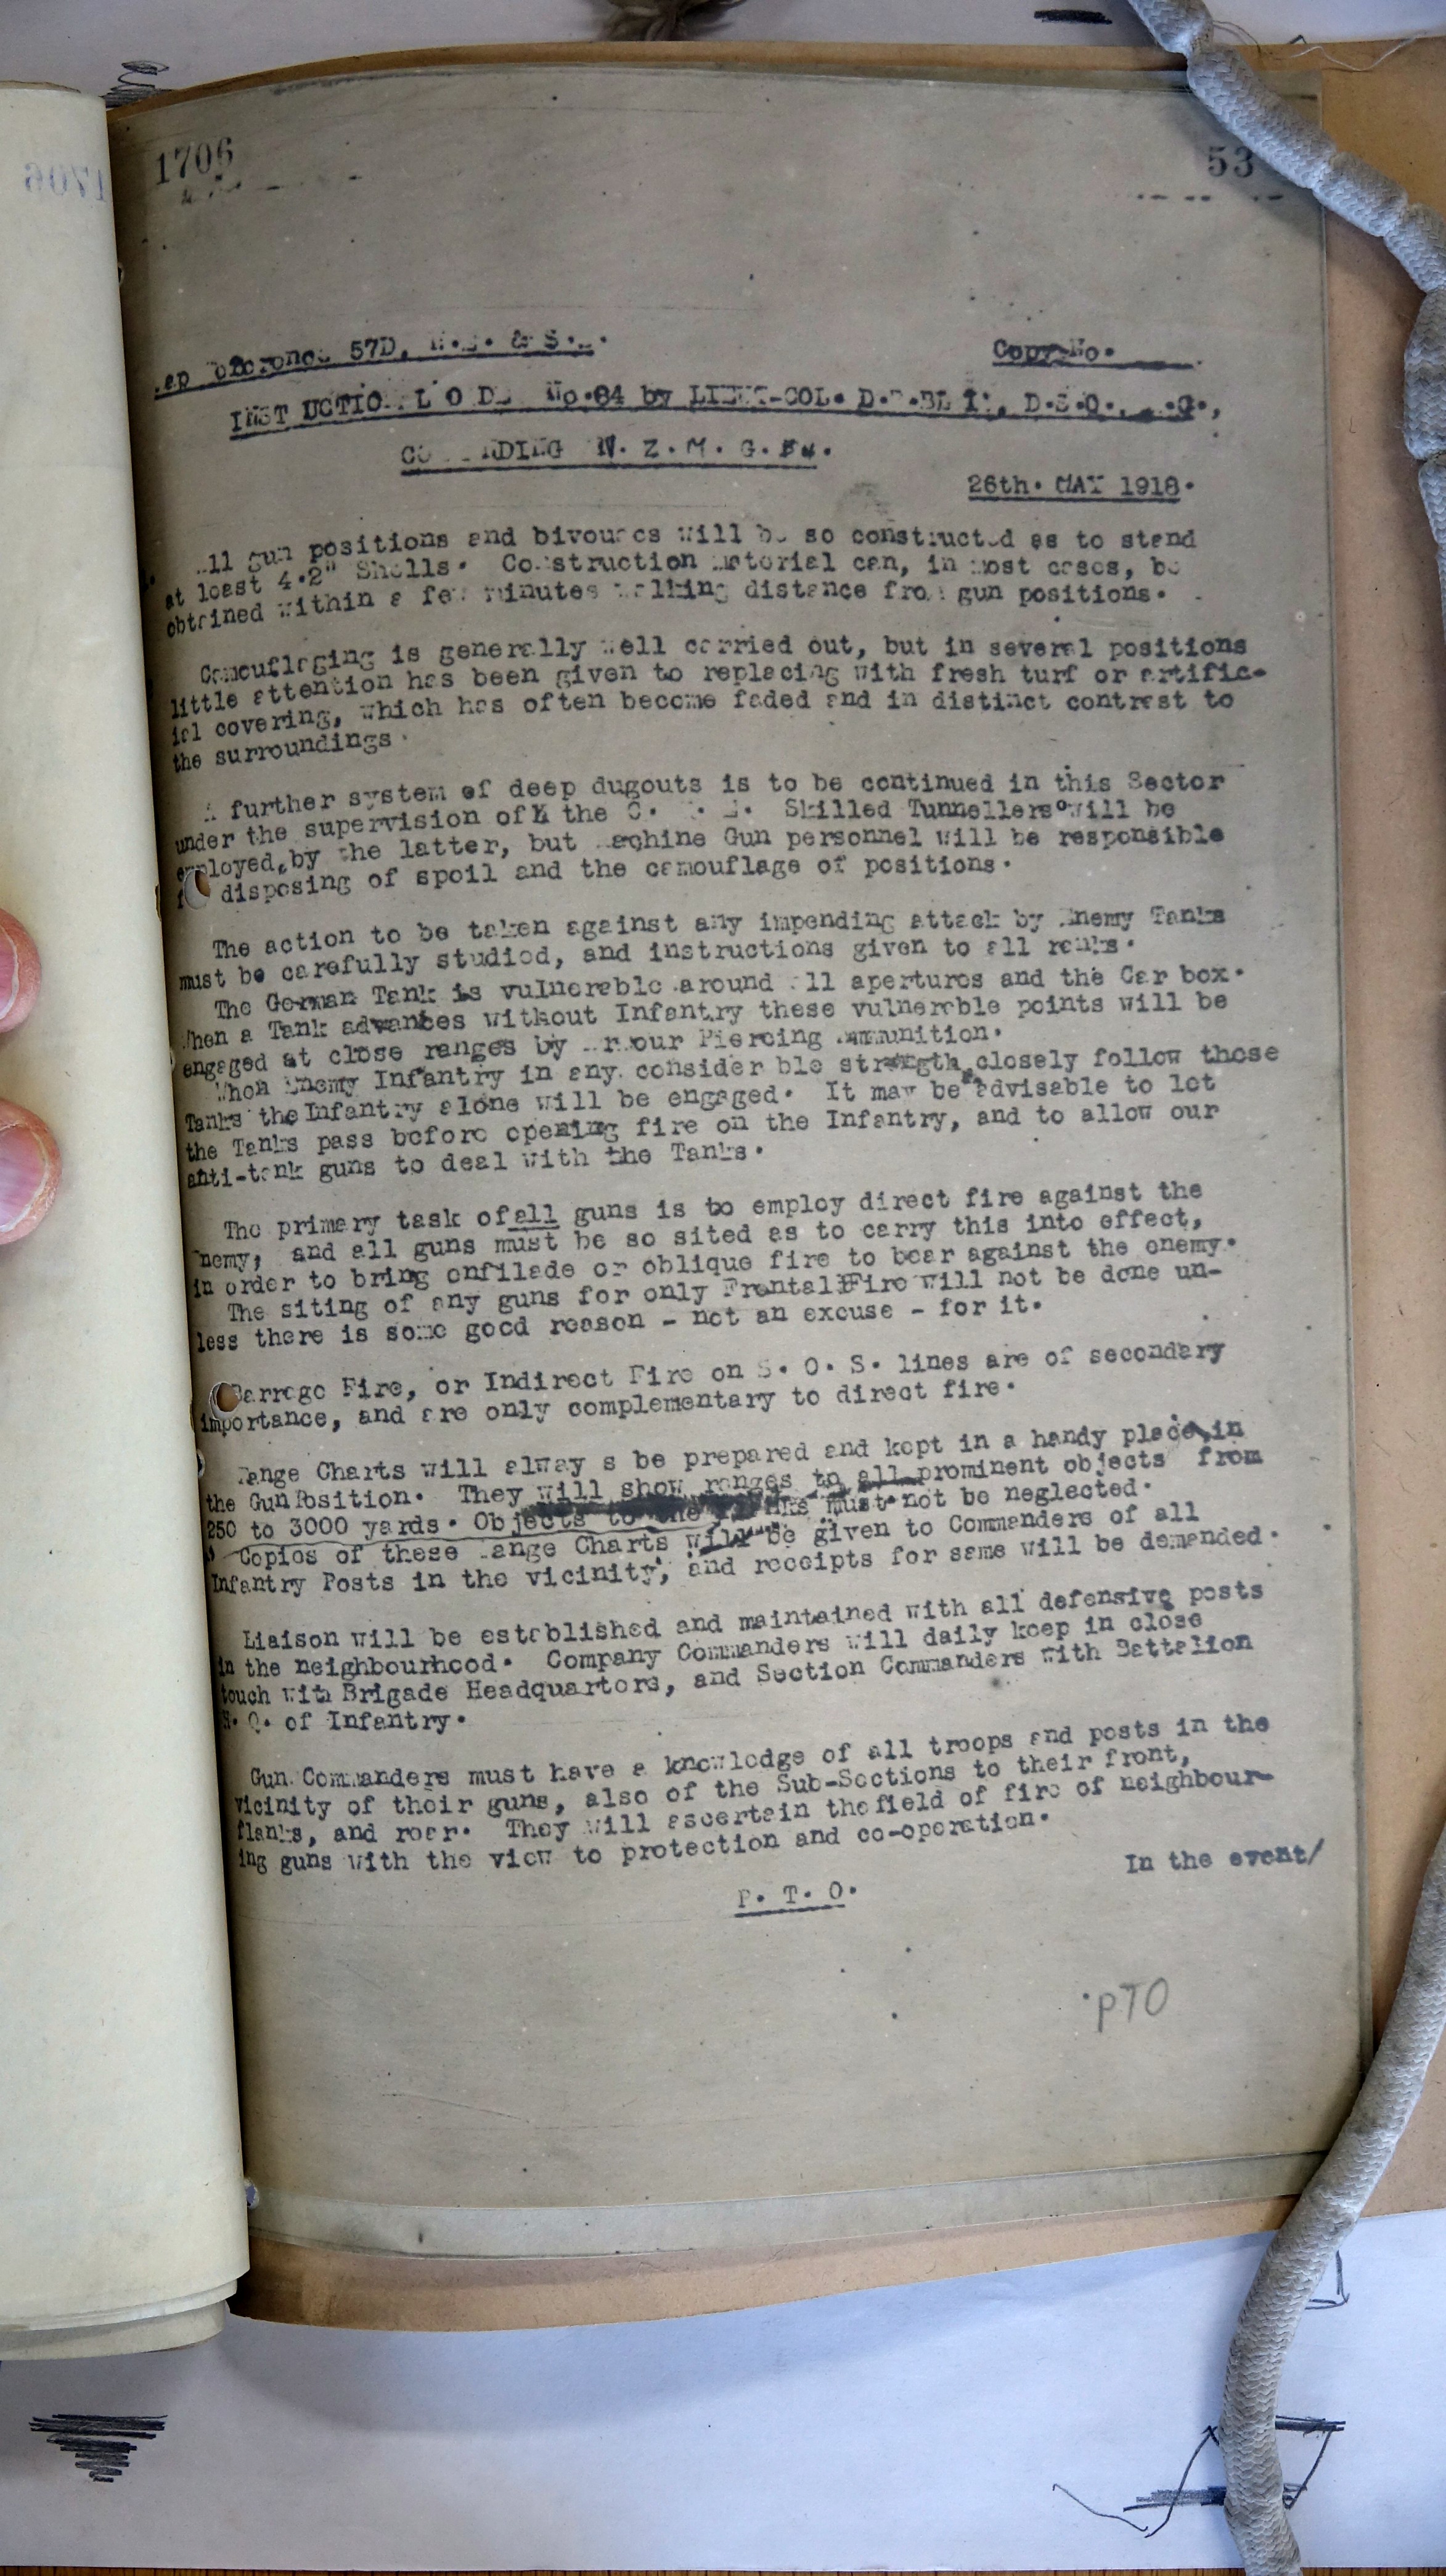 1706
53
57D,
Copy No.
No.64 by LIEUT-COL. D.S.O.,
N. Z. M. G. Bn.
26th. MAY 1918.
gun positions and bivouacs will be so constructed as to stand
at least 4.2" Shells. Construction material can, in most cases, be
obtained within a few minutes walking distance from gun positions.
Camouflaging is generally well carried out, but in several positions
little attention has been given to replacing with fresh turf or artific-
ial covering, which has often become faded and in distinct contrast to
the surroundings.
A further system of deep dugouts is to be continued in this Sector
under the supervision of the Skilled Tunnellers will be
employed by the latter, but Machine Gun personnel will be responsible
disposing of spoil and the camouflage of positions.
The action to be taken against any impending attack by Enemy Tanks
must be carefully studied, and instructions given to all ranks.
The German Tank is vulnerable around all apertures and the Car box.
When a Tank advances without Infantry these vulnerable points will be
engaged at close ranges by Armour Piercing Ammunition.
When Enemy Infantry in any considerable strength closely follow those
Tanks the Infantry alone will be engaged. It may be advisable to let
the Tanks pass before opening fire on the Infantry, and to allow our
anti-tank guns to deal with the Tanks.
The primary task of all guns is to employ direct fire against the
Enemy, and all guns must be so sited as to carry this into effect,
in order to bring enfilade or oblique fire to bear against the enemy.
The siting of any guns for only Frontal Fire will not be done un-
less there is some good reason - not an excuse - for it.
Barrage Fire, or Indirect Fire on S. O. S. lines are of secondary
importance, and are only complementary to direct fire.
Range Charts will alway s be prepared and kept in a handy place, in
the Gun Position. They will show ranges to all prominent objects from
250 to 3000 yards. Objects to the must not be neglected.
Copies of these Range Charts will be given to Commanders of all
Infantry Posts in the vicinity, and receipts for same will be demanded.
Liaison will be established and maintained with all defensive posts
in the neighbourhood. Company Commanders will daily keep in close
touch with Brigade Headquarters, and Section Commanders with Battalion
H. Q. of Infantry.
Gun Commanders must have a knowledge of all troops and posts in the
vicinity of their guns, also of the Sub-Sections to their front,
flanks, and rear. They will ascertain the field of fire of neighbour-
ing guns with the view to protection and co-operation.
In the event/
P. T. O.
PTO